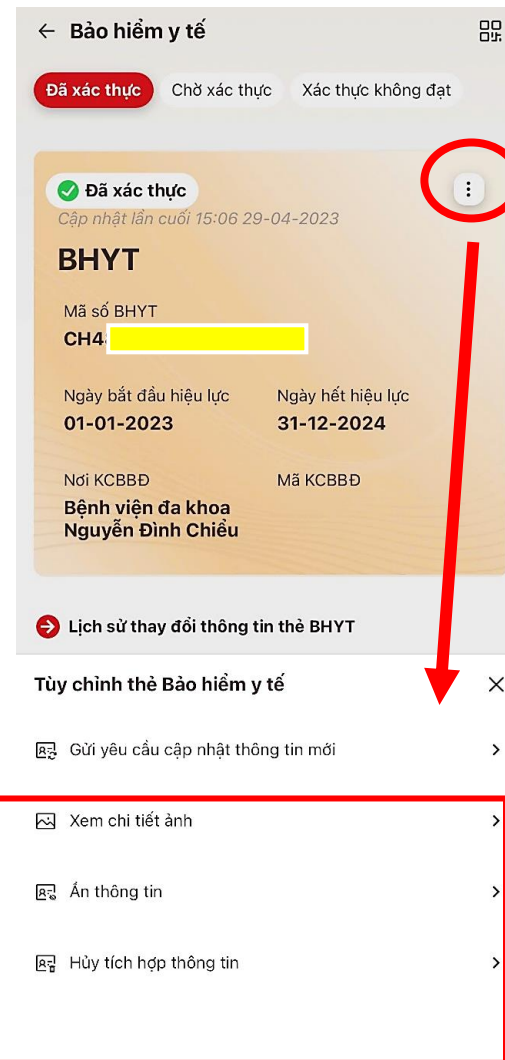 Bảo hiểm y tế
Đã xác thực Chờ xác thực Xác thực không đạt
Đã xác thực
Cập nhật lần cuối 15:06 29-04-2023
BHYT
Mã số BHYT
CH4
Ngày bắt đầu hiệu lực Ngày hết hiệu lực
01-01-2023 31-12-2024
Nơi KCBBĐ Mã KCBBĐ
Bệnh viện đa khoa
Nguyễn Đình Chiểu
Lịch sử thay đổi thông tin thẻ BHYT
Tùy chỉnh thẻ Bảo hiểm y tế
Gửi yêu cầu cập nhật thông tin mới
Xem chi tiết ảnh
Ẩn thông tin
Hủy tích hợp thông tin